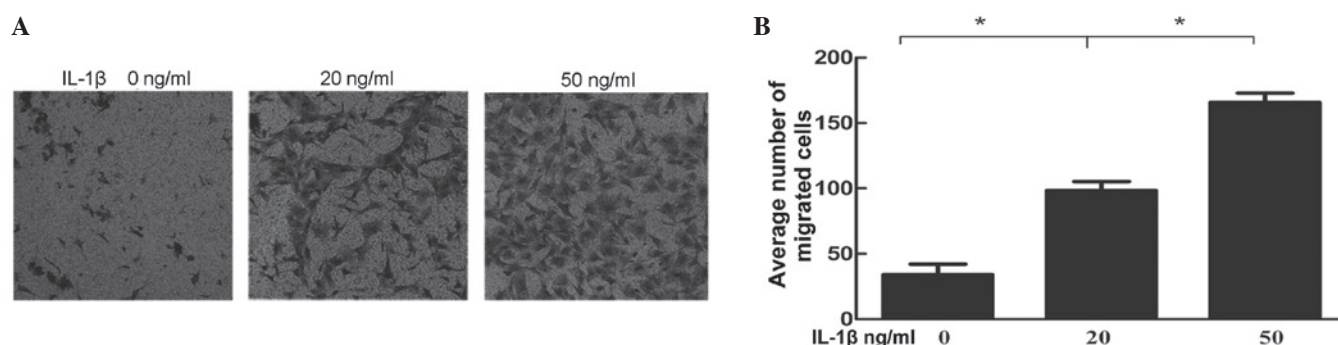 A
IL-1β 0 ng/ml
20 ng/ml
50 ng/ml
B
* *
Average number of
migrated cells
200
150
100
50
0
IL-1β ng/ml 0 20 50